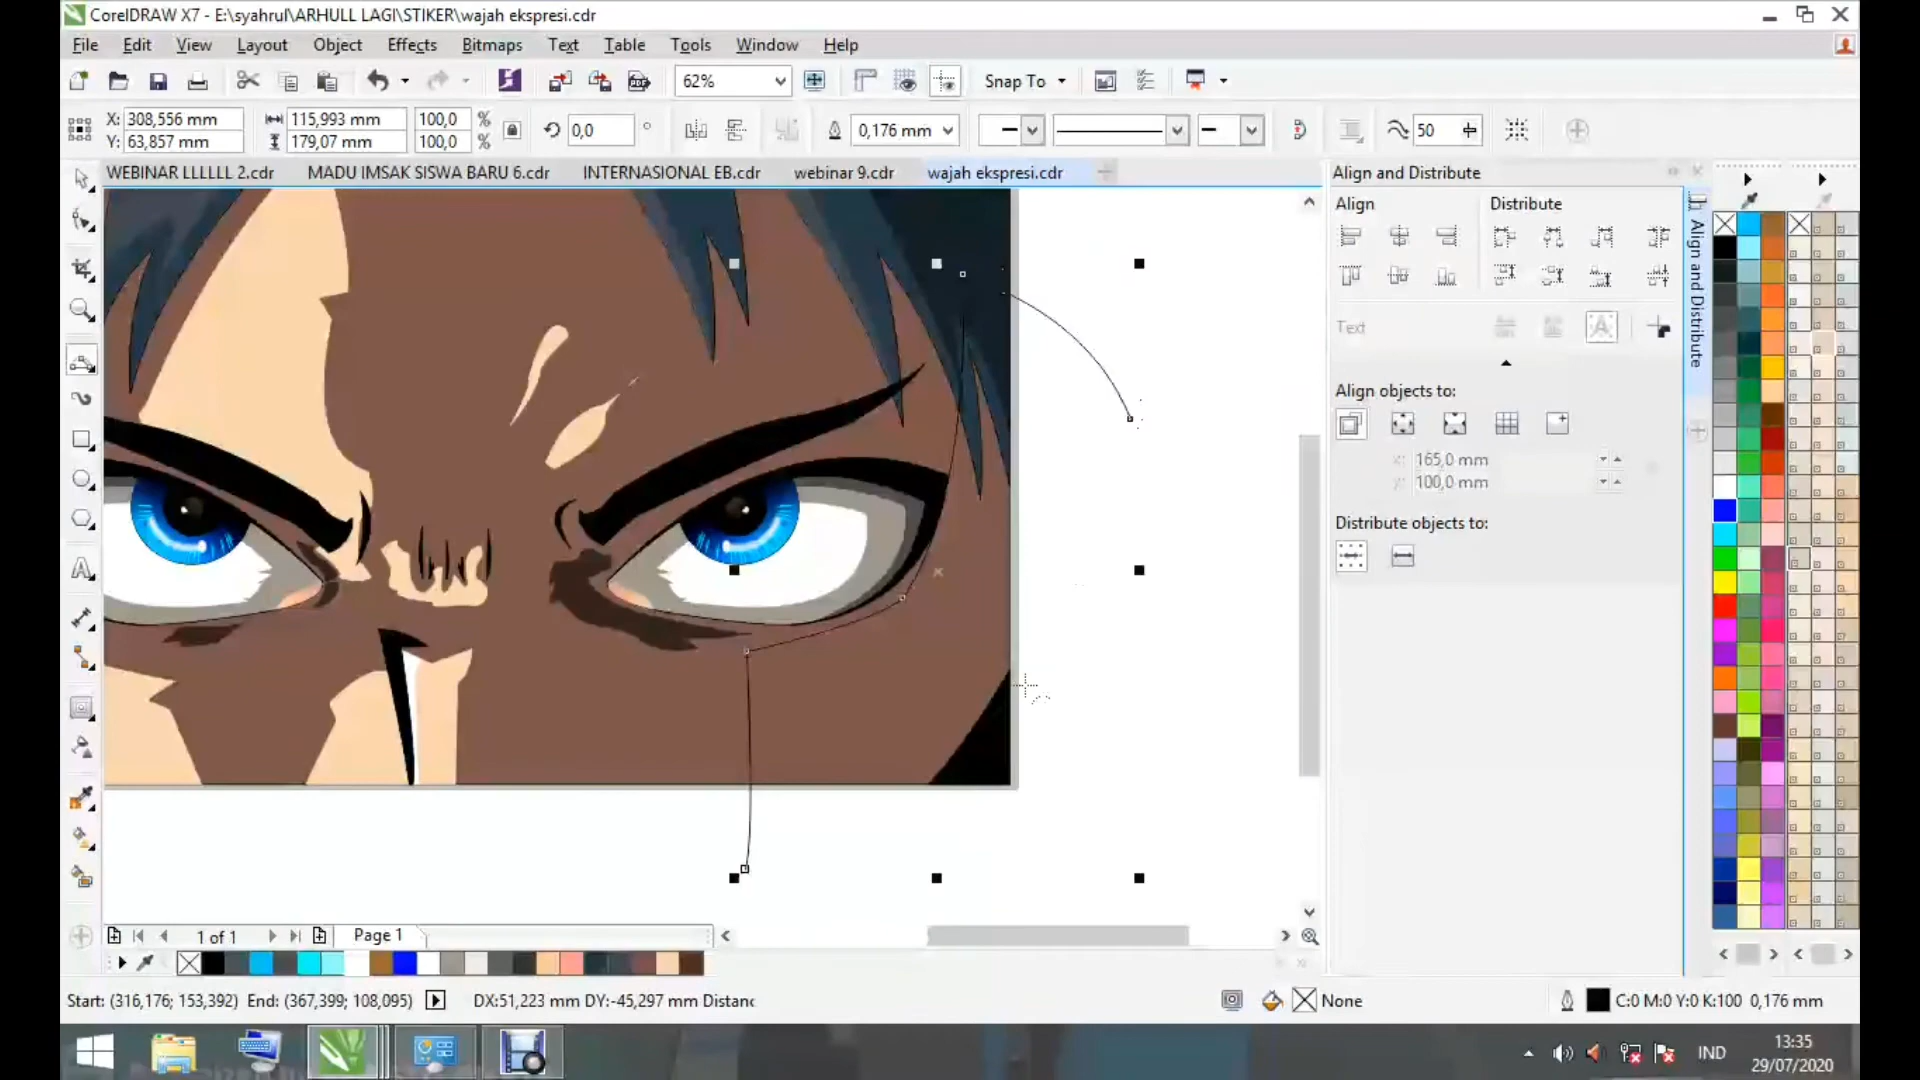 CorelDRAW X7 - E:\syahrul\ARHULL LAGI\STIKER\wajah ekspresi.cdr
File Edit View Layout Object Effects Bitmaps Text Table Tools Window Help
62% Snap To
X: 308,556 mm 115,993 mm 100,0 % 0,0 ° 0,176 mm 50
Y: 63,857 mm 179,07 mm 100,0 %
WEBINAR LLLLLL 2.cdr MADU IMSAK SISWA BARU 6.cdr INTERNASIONAL EB.cdr webinar 9.cdr wajah ekspresi.cdr
Align and Distribute
Align Distribute
Text
Align objects to:
x: 165,0 mm
y: 100,0 mm
Distribute objects to:
Align and Distribute
1 of 1 Page 1
Start: (316,176; 153,392) End: (367,399; 108,095) DX:51,223 mm DY:-45,297 mm Distanc
None
C:0 M:0 Y:0 K:100 0,176 mm
IND
13:35
29/07/2020